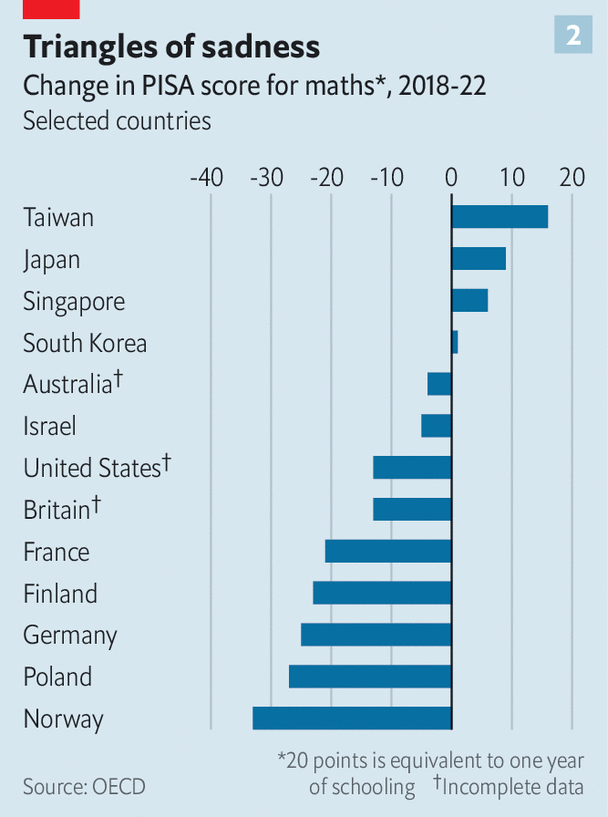 2
Triangles of sadness
Change in PISA score for maths*, 2018-22
Selected countries
-40 -30 -20 -10 0 10 20
Taiwan
Japan
Singapore
South Korea
Australia†
Israel
United States†
Britain†
France
Finland
Germany
Poland
Norway
*20 points is equivalent to one year
Source: OECD of schooling †Incomplete data